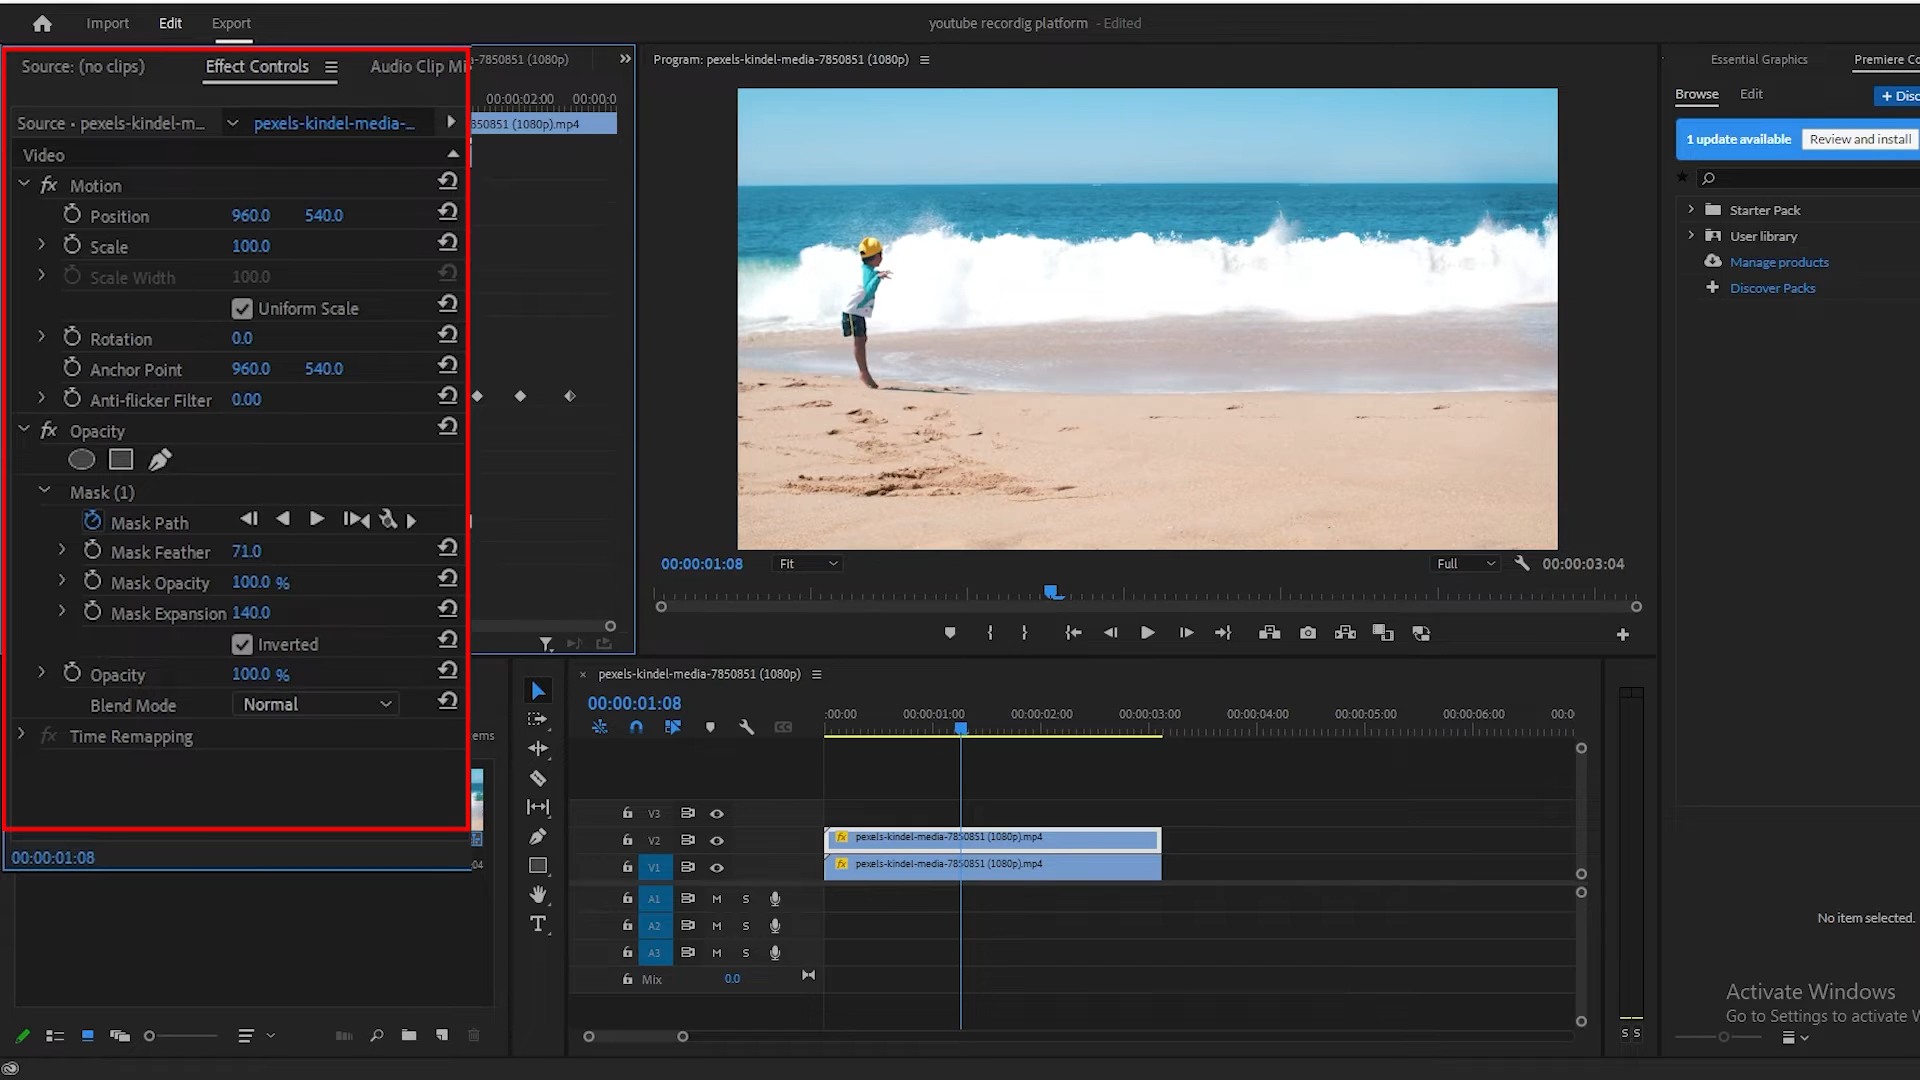 Import Edit Export
youtube recordig platform - Edited
Source: (no clips) Effect Controls Audio Clip Mi
-7850851 (1080p)
00:00:02:00 00:00:0
Source • pexels-kindel-m... pexels-kindel-media-...
850851 (1080p).mp4
Video
fx Motion
Position 960.0 540.0
Scale 100.0
Scale Width 100.0
Uniform Scale
Rotation 0.0
Anchor Point 960.0 540.0
Anti-flicker Filter 0.00
fx Opacity
Mask (1)
Mask Path
Mask Feather 71.0
Mask Opacity 100.0 %
Mask Expansion 140.0
Inverted
Opacity 100.0 %
Blend Mode Normal
fx Time Remapping
ems
00:00:01:08
04
Program: pexels-kindel-media-7850851 (1080p)
00:00:01:08 Fit Full 00:00:03:04
× pexels-kindel-media-7850851 (1080p)
00:00:01:08
:00:00 00:00:01:00 00:00:02:00 00:00:03:00 00:00:04:00 00:00:05:00 00:00:06:00 00:0
CC
V3
V2 fx pexels-kindel-media-7850851 (1080p).mp4
V1 fx pexels-kindel-media-7850851 (1080p).mp4
A1 M S
A2 M S
A3 M S
Mix 0.0
S S
Essential Graphics Premiere Co
Browse Edit + Disc
1 update available Review and install
Starter Pack
User library
Manage products
Discover Packs
No item selected.
Activate Windows
Go to Settings to activate W